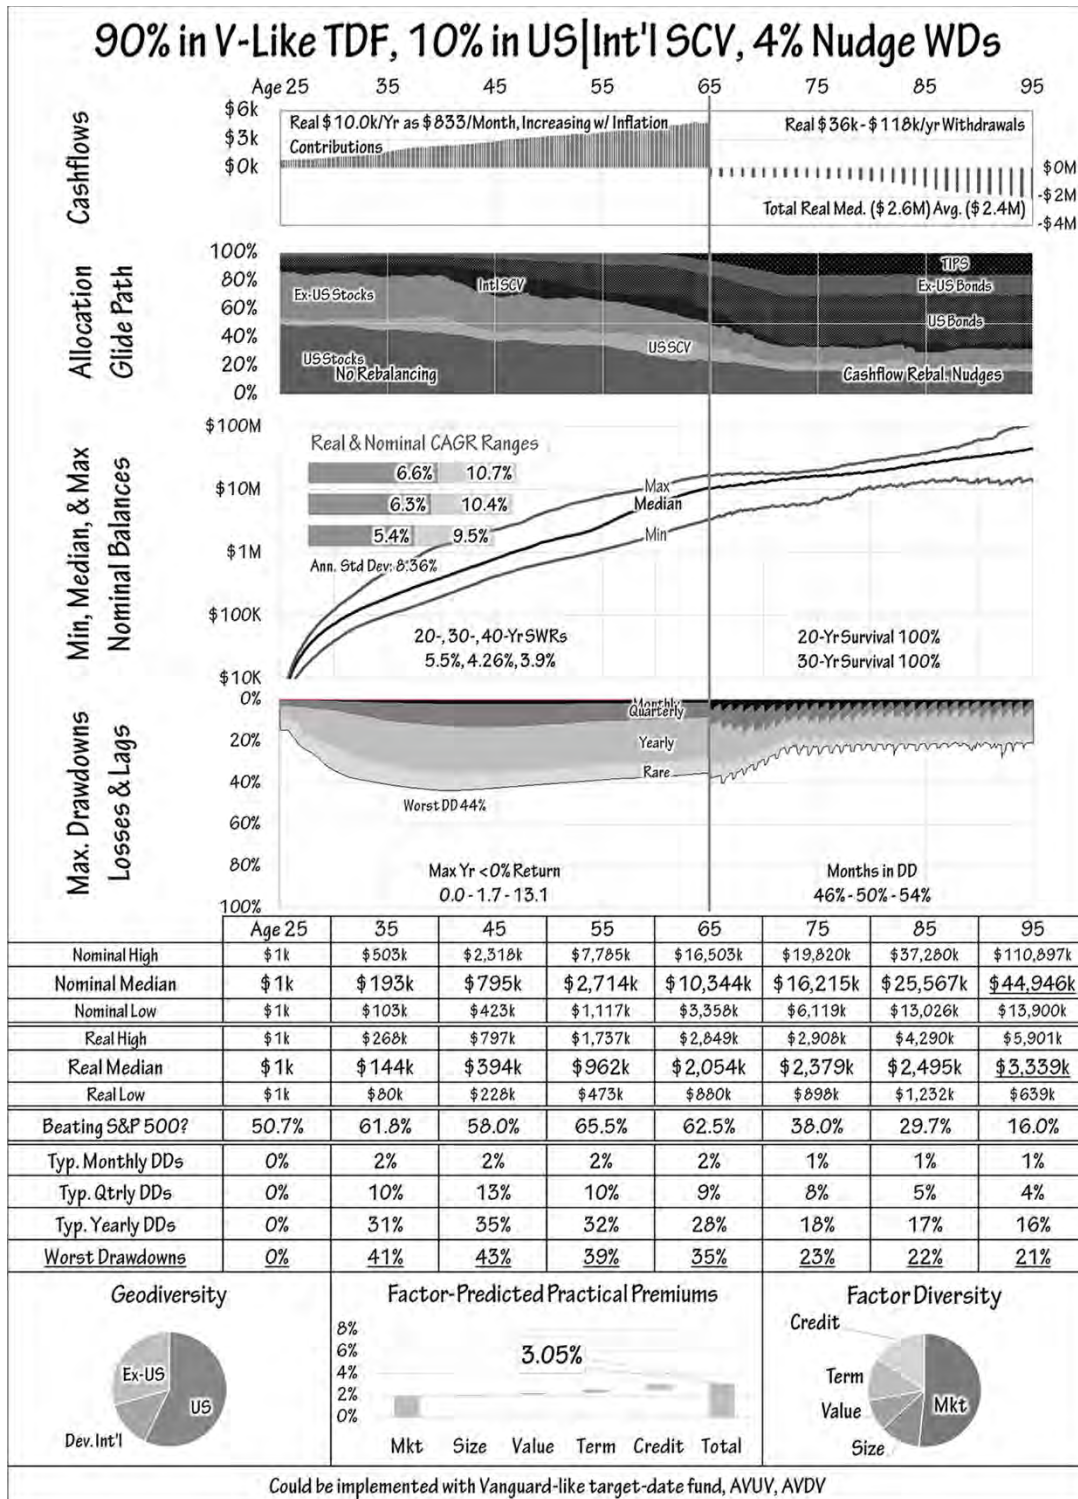 90% in V-Like TDF, 10% in US|Int'l SCV, 4% Nudge WDs
Age 25 35 45 55 65 75 85 95
Cashflows
$6k
$3k
$0k
Real $10.0k/Yr as $833/Month, Increasing w/ Inflation
Contributions
Real $36k - $118k/yr Withdrawals
Total Real Med. ($2.6M) Avg. ($2.4M)
$0M
-$2M
-$4M
Allocation
Glide Path
100%
80%
60%
40%
20%
0%
Ex-US Stocks
Int'l SCV
US Stocks
No Rebalancing
US SCV
TIPS
Ex-US Bonds
US Bonds
Cashflow Rebal. Nudges
Min, Median, & Max
Nominal Balances
$100M
$10M
$1M
$100K
$10K
Real & Nominal CAGR Ranges
6.6% 10.7%
6.3% 10.4%
5.4% 9.5%
Ann. Std Dev: 8.36%
Max
Median
Min
20-, 30-, 40-Yr SWRs
5.5%, 4.26%, 3.9%
20-Yr Survival 100%
30-Yr Survival 100%
Max. Drawdowns
Losses & Lags
0%
20%
40%
60%
80%
100%
Monthly
Quarterly
Yearly
Rare
Worst DD 44%
Max Yr <0% Return
0.0 - 1.7 - 13.1
Months in DD
46% - 50% - 54%
Age 25 35 45 55 65 75 85 95
Nominal High $1k $503k $2,318k $7,785k $16,503k $19,820k $37,280k $110,897k
Nominal Median $1k $193k $795k $2,714k $10,344k $16,215k $25,567k $44,946k
Nominal Low $1k $103k $423k $1,117k $3,358k $6,119k $13,026k $13,900k
Real High $1k $268k $797k $1,737k $2,849k $2,908k $4,290k $5,901k
Real Median $1k $144k $394k $962k $2,054k $2,379k $2,495k $3,339k
Real Low $1k $80k $228k $473k $880k $898k $1,232k $639k
Beating S&P 500? 50.7% 61.8% 58.0% 65.5% 62.5% 38.0% 29.7% 16.0%
Typ. Monthly DDs 0% 2% 2% 2% 2% 1% 1% 1%
Typ. Qtrly DDs 0% 10% 13% 10% 9% 8% 5% 4%
Typ. Yearly DDs 0% 31% 35% 32% 28% 18% 17% 16%
Worst Drawdowns 0% 41% 43% 39% 35% 23% 22% 21%
Geodiversity
Ex-US
US
Dev. Int'l
Factor-Predicted Practical Premiums
8%
6%
4%
2%
0%
3.05%
Mkt Size Value Term Credit Total
Factor Diversity
Credit
Term
Value
Size
Mkt
Could be implemented with Vanguard-like target-date fund, AVUV, AVDV